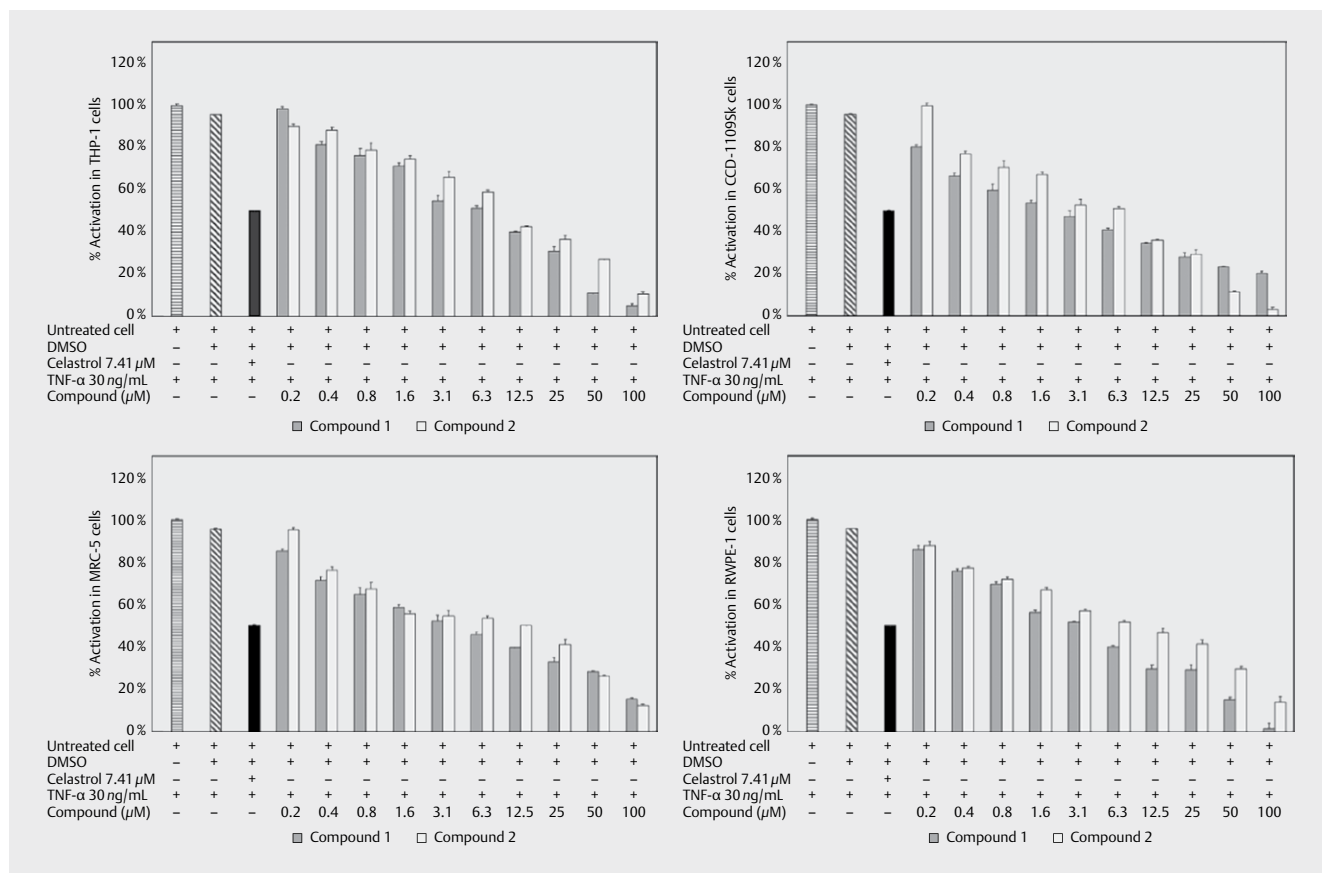 % Activation in THP-1 cells
120 %
100 %
80 %
60 %
40 %
20 %
0 %
Untreated cell + + + + + + + + + + + + +
DMSO – + + + + + + + + + + + +
Celastrol 7.41 µM – – + – – – – – – – – – –
TNF-α 30 ng/mL + + + + + + + + + + + + +
Compound (µM) – – – 0.2 0.4 0.8 1.6 3.1 6.3 12.5 25 50 100
Compound 1 Compound 2
% Activation in CCD-1109Sk cells
120 %
100 %
80 %
60 %
40 %
20 %
0 %
Untreated cell + + + + + + + + + + + + +
DMSO – + + + + + + + + + + + +
Celastrol 7.41 µM – – + – – – – – – – – – –
TNF-α 30 ng/mL + + + + + + + + + + + + +
Compound (µM) – – – 0.2 0.4 0.8 1.6 3.1 6.3 12.5 25 50 100
Compound 1 Compound 2
% Activation in MRC-5 cells
120 %
100 %
80 %
60 %
40 %
20 %
0 %
Untreated cell + + + + + + + + + + + + +
DMSO – + + + + + + + + + + + +
Celastrol 7.41 µM – – + – – – – – – – – – –
TNF-α 30 ng/mL + + + + + + + + + + + + +
Compound (µM) – – – 0.2 0.4 0.8 1.6 3.1 6.3 12.5 25 50 100
Compound 1 Compound 2
% Activation in RWPE-1 cells
120 %
100 %
80 %
60 %
40 %
20 %
0 %
Untreated cell + + + + + + + + + + + + +
DMSO – + + + + + + + + + + + +
Celastrol 7.41 µM – – + – – – – – – – – – –
TNF-α 30 ng/mL + + + + + + + + + + + + +
Compound (µM) – – – 0.2 0.4 0.8 1.6 3.1 6.3 12.5 25 50 100
Compound 1 Compound 2